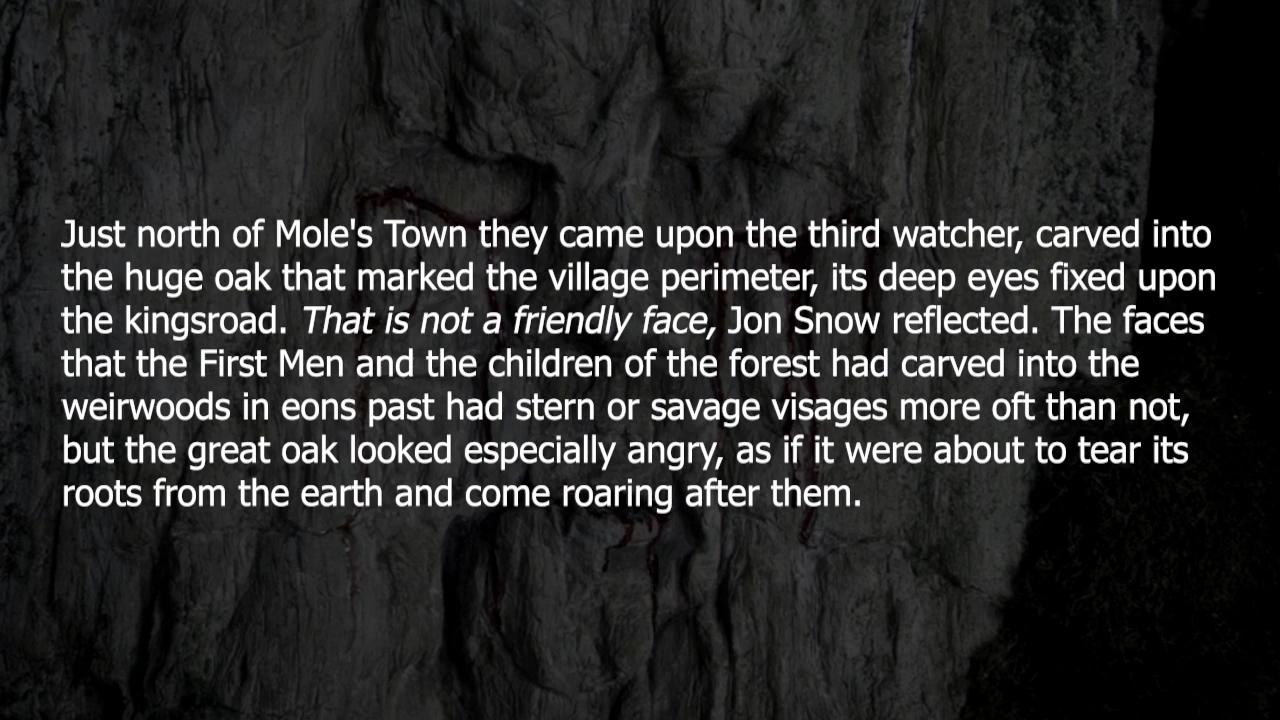 Just north of Mole's Town they came upon the third watcher, carved into
the huge oak that marked the village perimeter, its deep eyes fixed upon
the kingsroad. That is not a friendly face, Jon Snow reflected. The faces
that the First Men and the children of the forest had carved into the
weirwoods in eons past had stern or savage visages more oft than not,
but the great oak looked especially angry, as if it were about to tear its
roots from the earth and come roaring after them.